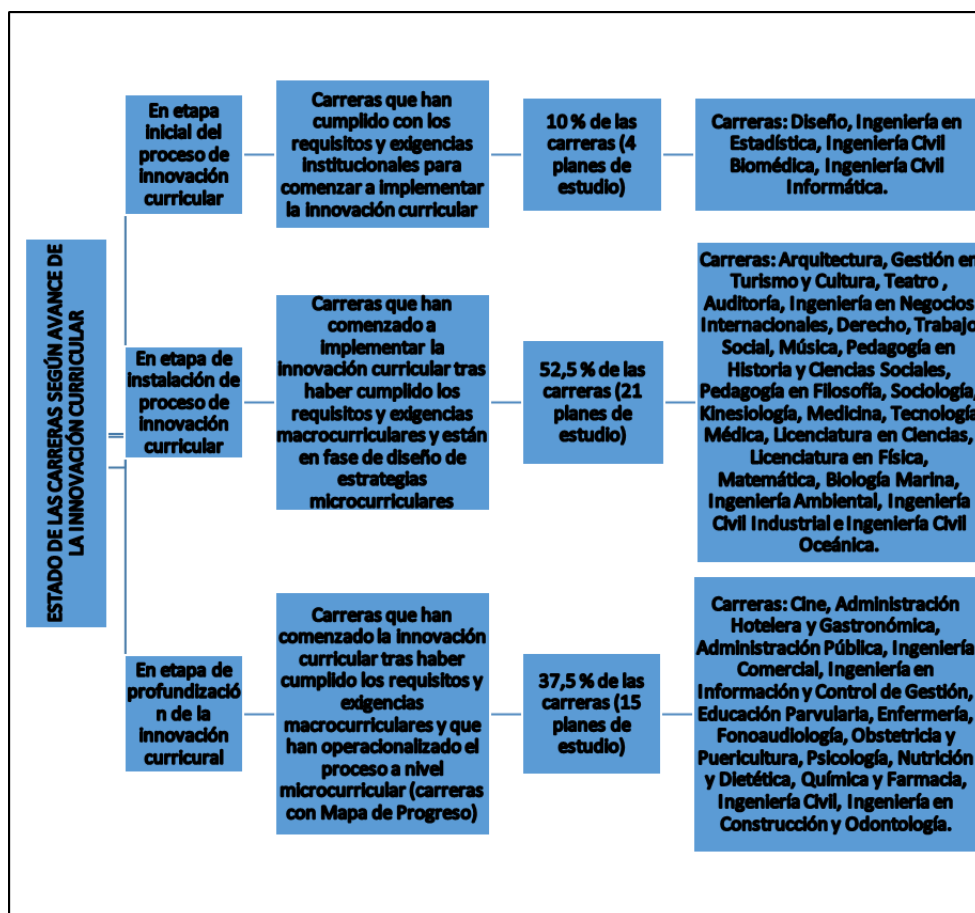 ESTADO DE LAS CARRERAS SEGÚN AVANCE DE
LA INNOVACIÓN CURRICULAR
En etapa
inicial del
proceso de
innovación
curricular
Carreras que han
cumplido con los
requisitos y exigencias
institucionales para
comenzar a implementar
la innovación curricular
10 % de las
carreras (4
planes de
estudio)
Carreras: Diseño, Ingeniería en
Estadística, Ingeniería Civil
Biomédica, Ingeniería Civil
Informática.
En etapa de
instalación de
proceso de
innovación
curricular
Carreras que han
comenzado a
implementar la
innovación curricular tras
haber cumplido los
requisitos y exigencias
macrocurriculares y están
en fase de diseño de
estrategias
microcurriculares
52,5 % de las
carreras (21
planes de
estudio)
Carreras: Arquitectura, Gestión en
Turismo y Cultura, Teatro ,
Auditoría, Ingeniería en Negocios
Internacionales, Derecho, Trabajo
Social, Música, Pedagogía en
Historia y Ciencias Sociales,
Pedagogía en Filosofía, Sociología,
Kinesiología, Medicina, Tecnología
Médica, Licenciatura en Ciencias,
Licenciatura en Física,
Matemática, Biología Marina,
Ingeniería Ambiental, Ingeniería
Civil Industrial e Ingeniería Civil
Oceánica.
En etapa de
profundizació
n de la
innovación
curricural
Carreras que han
comenzado la innovación
curricular tras haber
cumplido los requisitos y
exigencias
macrocurriculares y que
han operacionalizado el
proceso a nivel
microcurricular (carreras
con Mapa de Progreso)
37,5 % de las
carreras (15
planes de
estudio)
Carreras: Cine, Administración
Hotelera y Gastronómica,
Administración Pública, Ingeniería
Comercial, Ingeniería en
Información y Control de Gestión,
Educación Parvularia, Enfermería,
Fonoaudiología, Obstetricia y
Puericultura, Psicología, Nutrición
y Dietética, Química y Farmacia,
Ingeniería Civil, Ingeniería en
Construcción y Odontología.